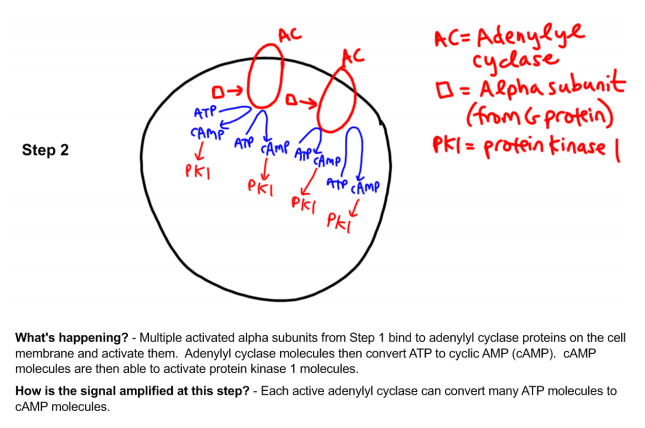 AC
AC
AC = Adenylye
cyclase
□ = Alpha subunit
(from G protein)
PK1 = protein kinase 1
□→
□→
ATP
cAMP
ATP
cAMP
ATP
cAMP
ATP
cAMP
PK1
PK1
PK1
PK1
Step 2
What's happening? - Multiple activated alpha subunits from Step 1 bind to adenylyl cyclase proteins on the cell
membrane and activate them. Adenylyl cyclase molecules then convert ATP to cyclic AMP (cAMP). cAMP
molecules are then able to activate protein kinase 1 molecules.
How is the signal amplified at this step? - Each active adenylyl cyclase can convert many ATP molecules to
cAMP molecules.